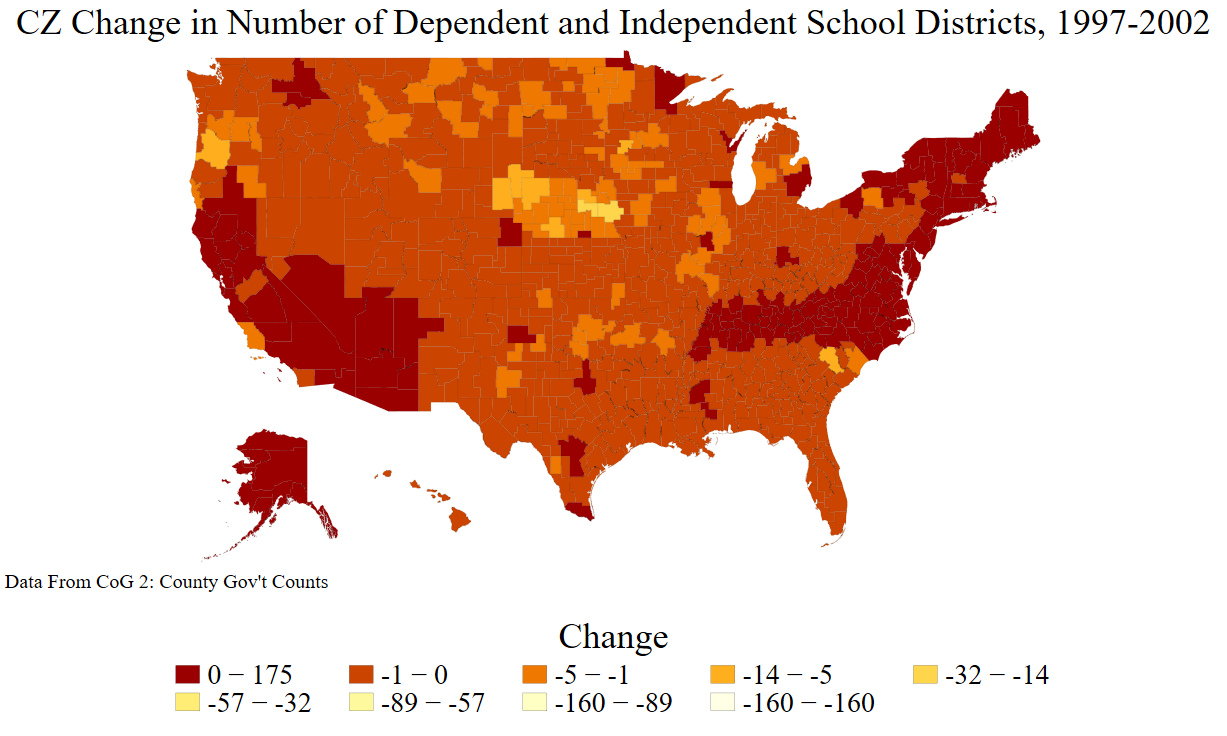 CZ Change in Number of Dependent and Independent School Districts, 1997-2002
Data From CoG 2: County Gov't Counts
Change
0 − 175 -1 − 0 -5 − -1 -14 − -5 -32 − -14
-57 − -32 -89 − -57 -160 − -89 -160 − -160